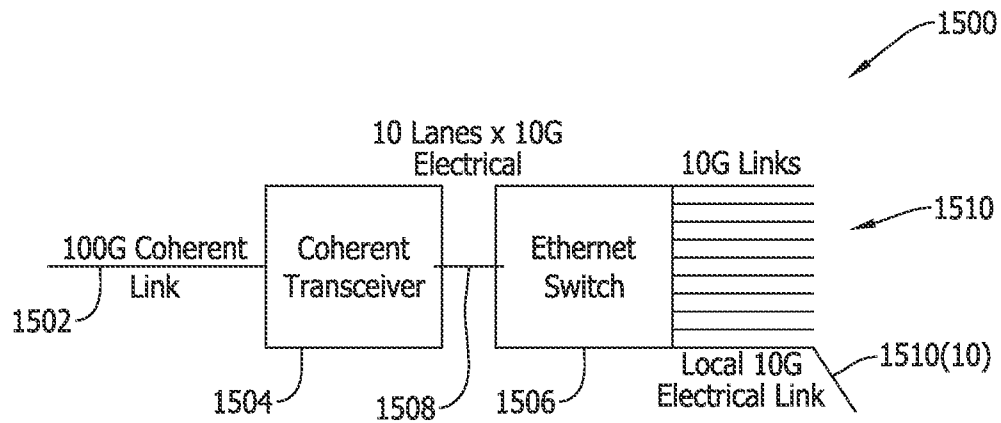 1500
10 Lanes x 10G
Electrical
10G Links
1510
100G Coherent
Link
Coherent
Transceiver
Ethernet
Switch
1502
Local 10G
Electrical Link
1510(10)
1504
1508
1506